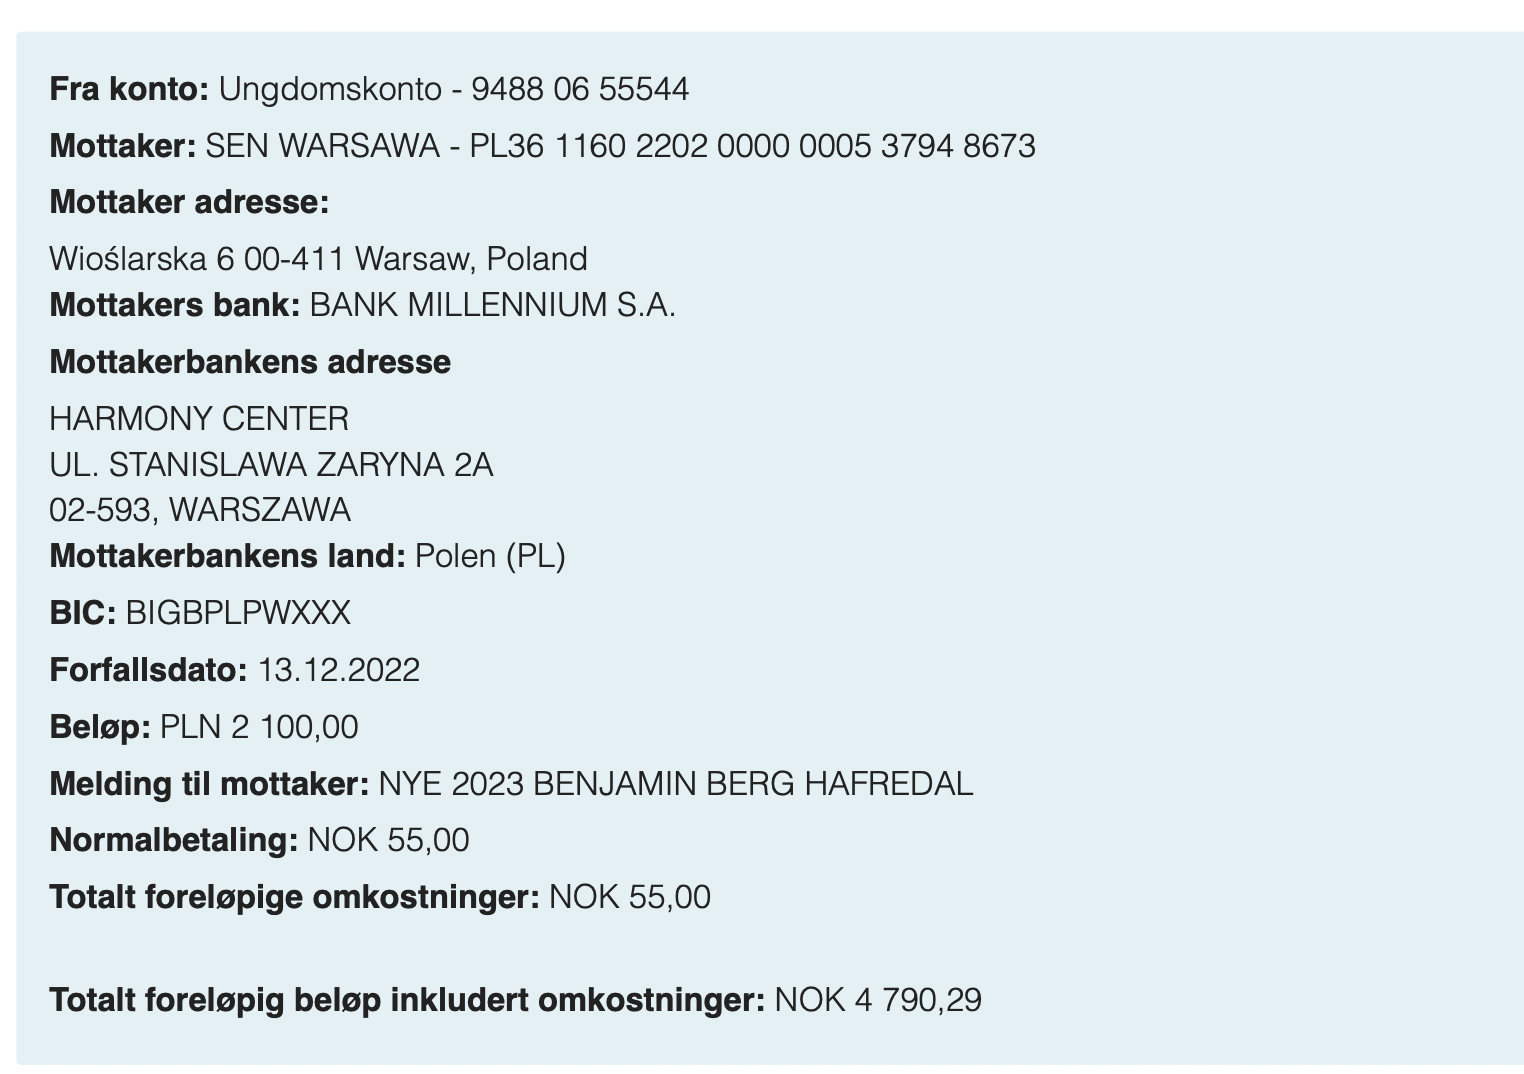 Fra konto: Ungdomskonto - 9488 06 55544
Mottaker: SEN WARSAWA - PL36 1160 2202 0000 0005 3794 8673
Mottaker adresse:
Wioślarska 6 00-411 Warsaw, Poland
Mottakers bank: BANK MILLENNIUM S.A.
Mottakerbankens adresse
HARMONY CENTER
UL. STANISLAWA ZARYNA 2A
02-593, WARSZAWA
Mottakerbankens land: Polen (PL)
BIC: BIGBPLPWXXX
Forfallsdato: 13.12.2022
Beløp: PLN 2 100,00
Melding til mottaker: NYE 2023 BENJAMIN BERG HAFREDAL
Normalbetaling: NOK 55,00
Totalt foreløpige omkostninger: NOK 55,00
Totalt foreløpig beløp inkludert omkostninger: NOK 4 790,29